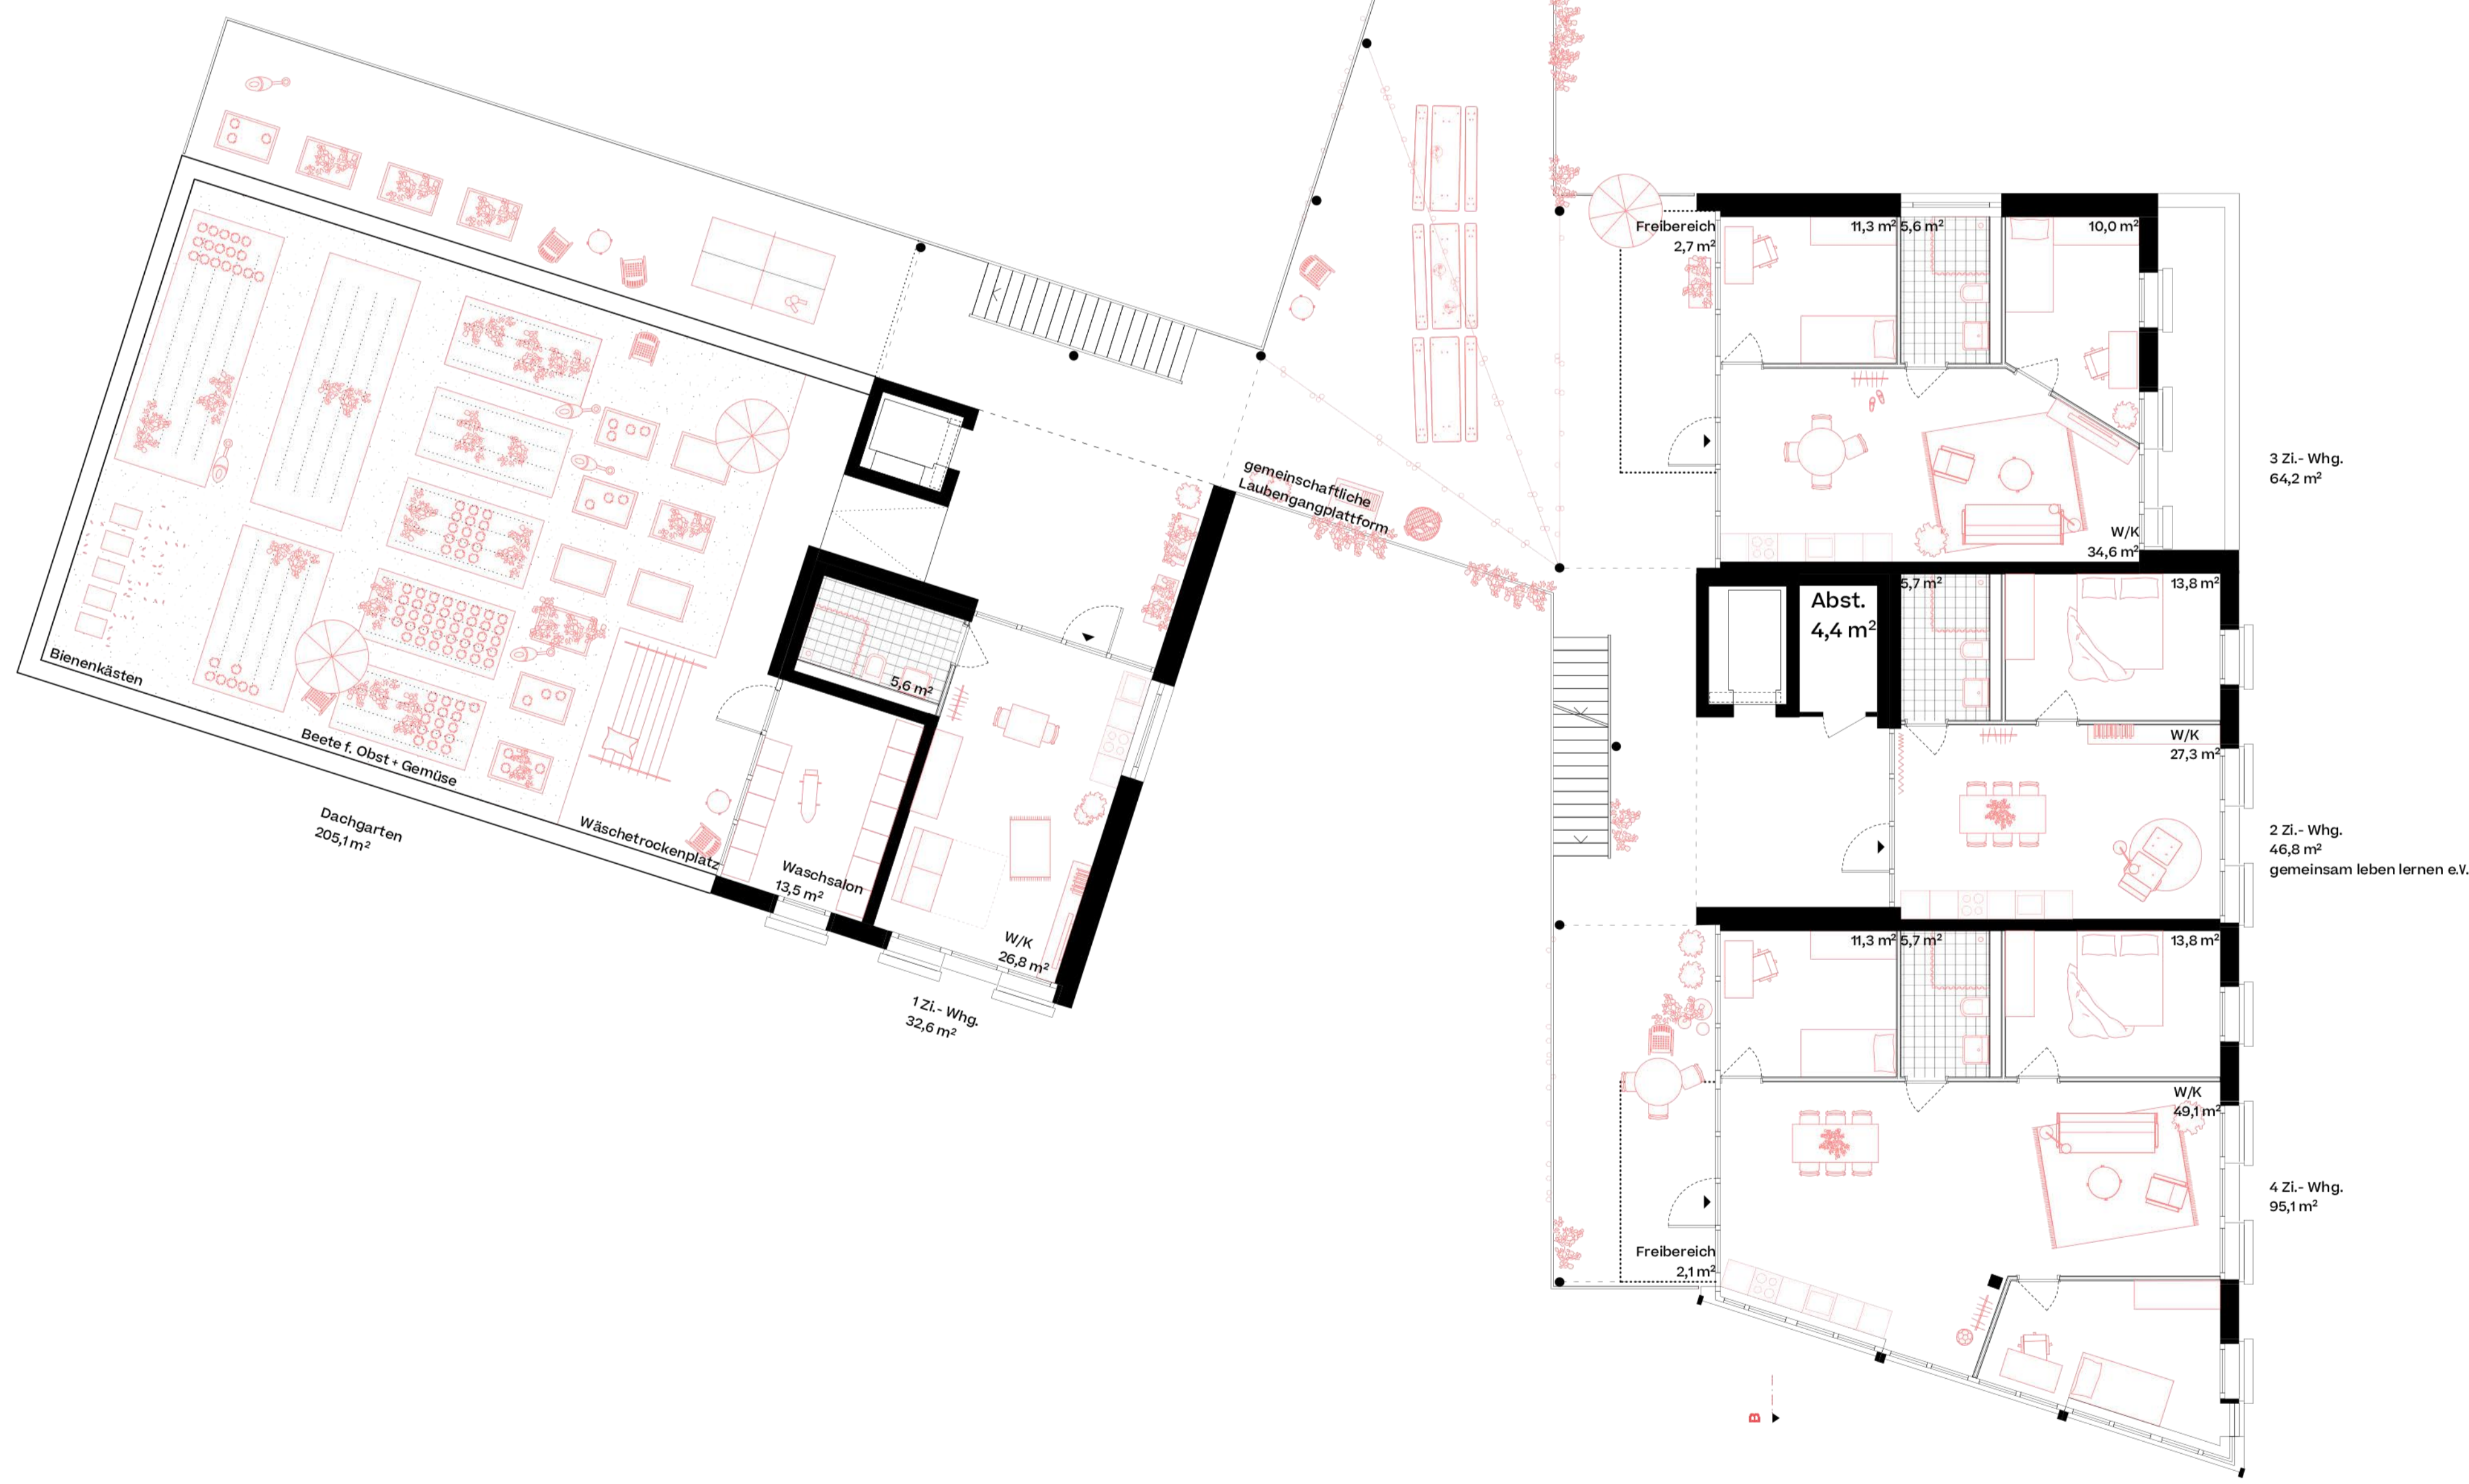 Bienenkästen
Beete f. Obst + Gemüse
Dachgarten
205,1 m²
Wäschetrockenplatz
Waschsalon
13,5 m²
5,6 m²
W/K
26,8 m²
1 Zi.- Whg.
32,6 m²
gemeinschaftliche
Laubengangplattform
Freibereich
2,7 m²
11,3 m²
5,6 m²
10,0 m²
W/K
34,6 m²
3 Zi.- Whg.
64,2 m²
Abst.
4,4 m²
5,7 m²
13,8 m²
W/K
27,3 m²
2 Zi.- Whg.
46,8 m²
gemeinsam leben lernen e.V.
11,3 m²
5,7 m²
13,8 m²
W/K
49,1 m²
4 Zi.- Whg.
95,1 m²
Freibereich
2,1 m²
B